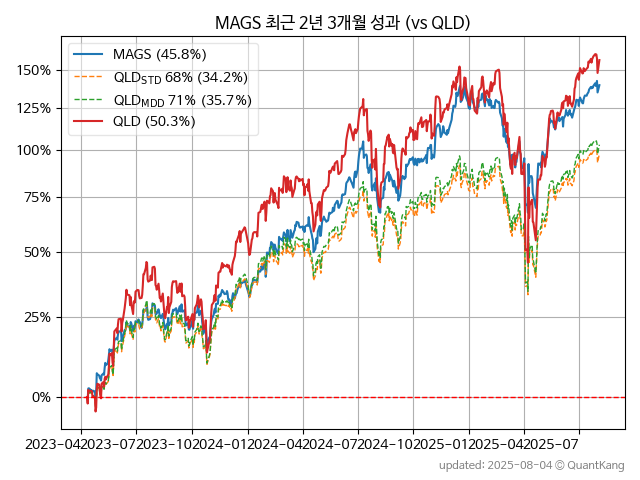 MAGS 최근 2년 3개월 성과 (vs QLD)
MAGS (45.8%)
QLD_STD 68% (34.2%)
QLD_MDD 71% (35.7%)
QLD (50.3%)
150%
125%
100%
75%
50%
25%
0%
2023-04 2023-07 2023-10 2024-01 2024-04 2024-07 2024-10 2025-01 2025-04 2025-07
updated: 2025-08-04 © QuantKang